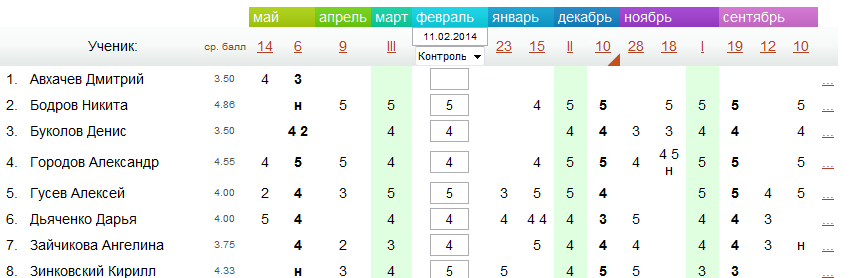 май апрель март февраль январь декабрь ноябрь сентябрь
11.02.2014
Ученик: ср. балл 14 6 9 III Контроль 23 15 II 10 28 18 I 19 12 10
1. Авхачев Дмитрий 3.50 4 3 ...
2. Бодров Никита 4.86 н 5 5 5 4 5 5 5 5 5 5 ...
3. Буколов Денис 3.50 4 2 4 4 4 4 3 3 4 4 4 ...
4. Городов Александр 4.55 4 5 5 4 4 4 5 5 4 4 5 н 5 5 5 ...
5. Гусев Алексей 4.00 2 4 3 5 5 3 5 5 4 5 5 4 5 ...
6. Дьяченко Дарья 4.00 5 4 4 4 4 4 4 4 3 5 4 4 3 ...
7. Зайчикова Ангелина 3.75 4 2 3 4 5 4 4 4 4 4 4 3 н ...
8. Зинковский Кирилл 4.33 н 3 4 5 5 4 5 5 3 3 ...